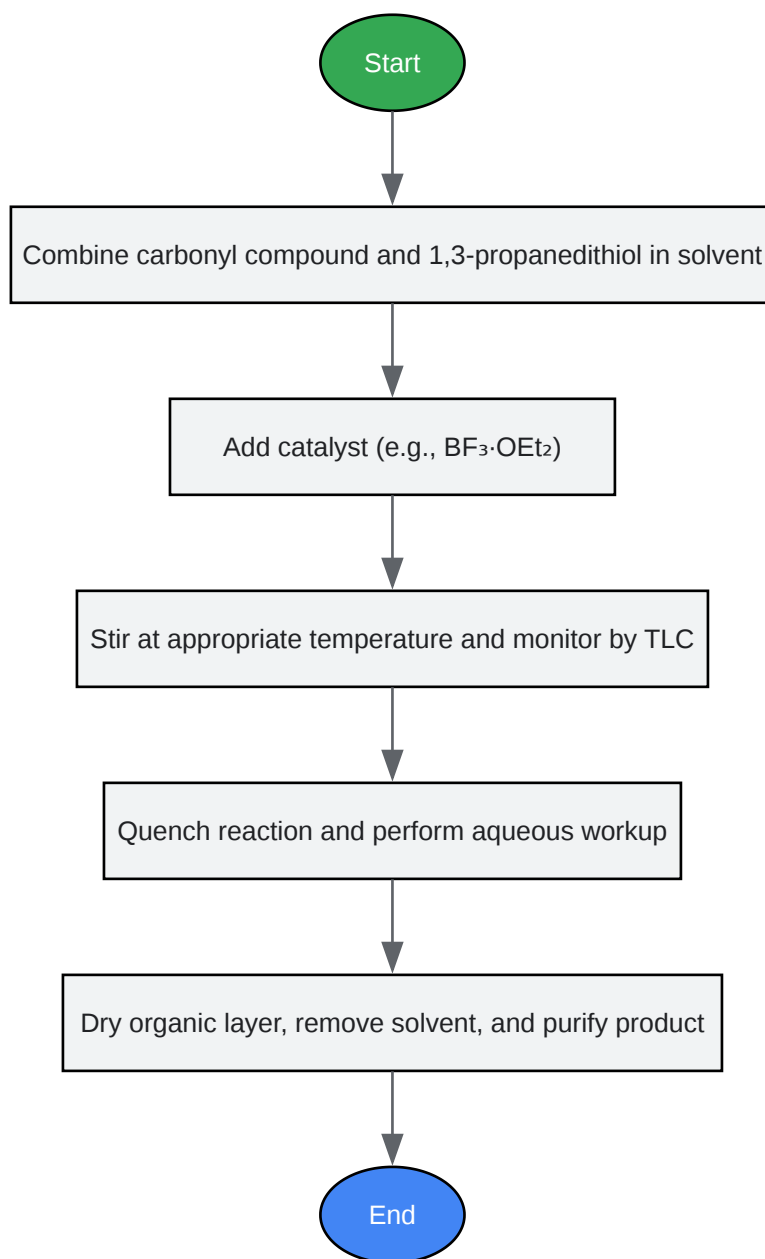 Start
Combine carbonyl compound and 1,3-propanedithiol in solvent
Add catalyst (e.g., BF₃·OEt₂)
Stir at appropriate temperature and monitor by TLC
Quench reaction and perform aqueous workup
Dry organic layer, remove solvent, and purify product
End